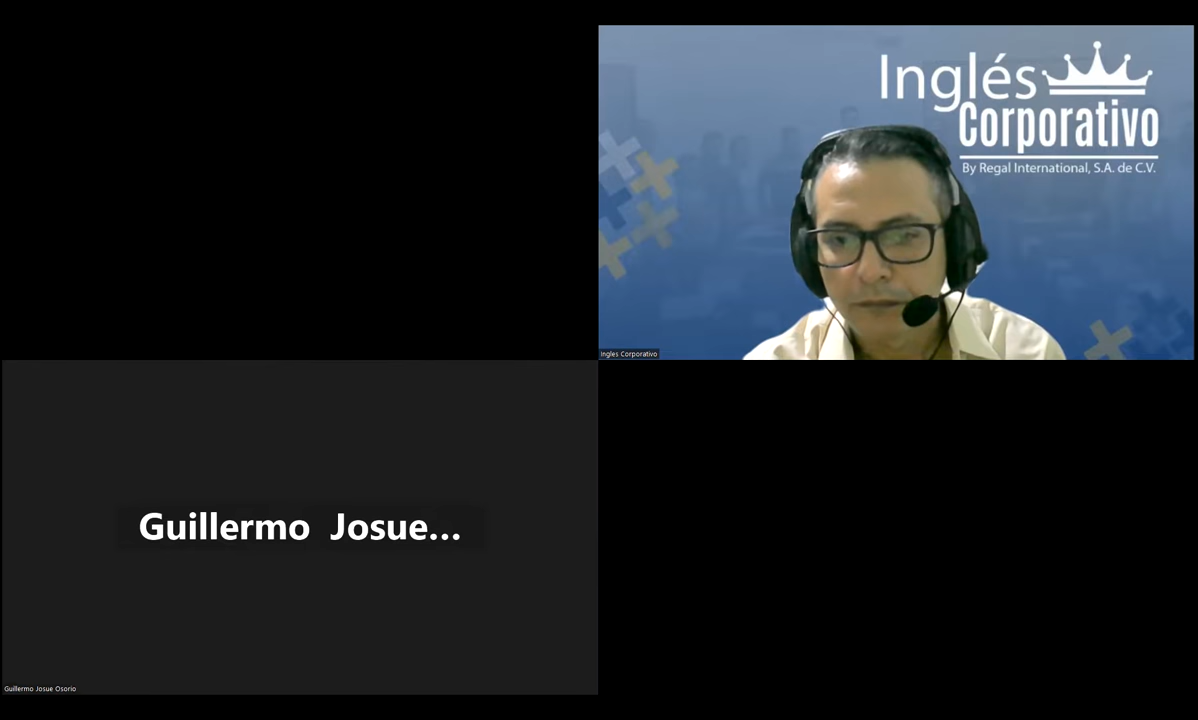 Inglés
Corporativo
By Regal International, S.A. de C.V.
Ingles Corporativo
Guillermo Josue...
Guillermo Josue Osorio